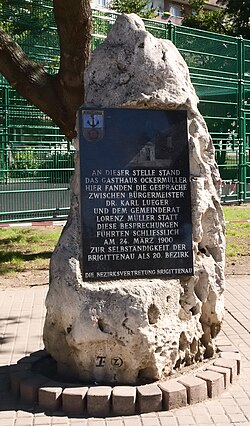 AN DIESER STELLE STAND
DAS GASTHAUS OCKERMÜLLER
HIER FANDEN DIE GESPRÄCHE
ZWISCHEN BÜRGERMEISTER
DR. KARL LUEGER
UND DEM GEMEINDERAT
LORENZ MÜLLER STATT
DIESE BESPRECHUNGEN
FÜHRTEN SCHLIESSLICH
AM 24. MÄRZ 1900
ZUR SELBSTÄNDIGKEIT DER
BRIGITTENAU ALS 20. BEZIRK
DIE BEZIRKSVERTRETUNG BRIGITTENAU